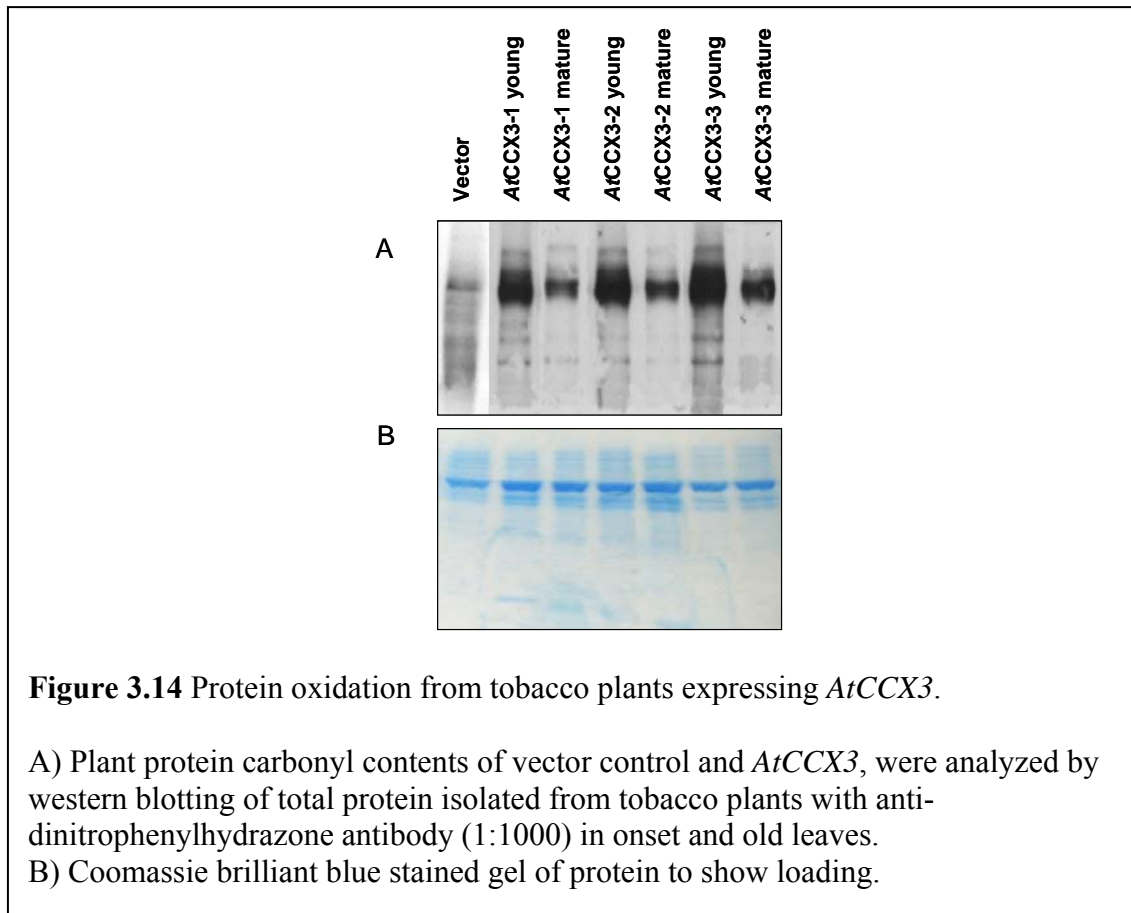 Vector
AtCCX3-1 young
AtCCX3-1 mature
AtCCX3-2 young
AtCCX3-2 mature
AtCCX3-3 young
AtCCX3-3 mature
A
B
Figure 3.14 Protein oxidation from tobacco plants expressing AtCCX3.
A) Plant protein carbonyl contents of vector control and AtCCX3, were analyzed by
western blotting of total protein isolated from tobacco plants with anti-
dinitrophenylhydrazone antibody (1:1000) in onset and old leaves.
B) Coomassie brilliant blue stained gel of protein to show loading.